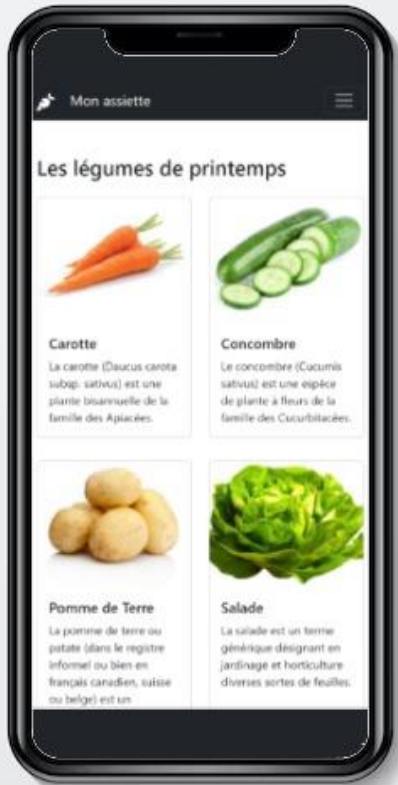 Mon assiette
Les légumes de printemps
Carotte
La carotte (Daucus carota
subsp. sativus) est une
plante bisannuelle de la
famille des Apiacées.
Concombre
Le concombre (Cucumis
sativus) est une espèce
de plante à fleurs de la
famille des Cucurbitacées.
Pomme de Terre
La pomme de terre ou
patate (dans le registre
informel ou bien en
français canadien, suisse
ou belge) est un
Salade
La salade est un terme
générique désignant en
jardinage et horticulture
diverses sortes de feuilles.